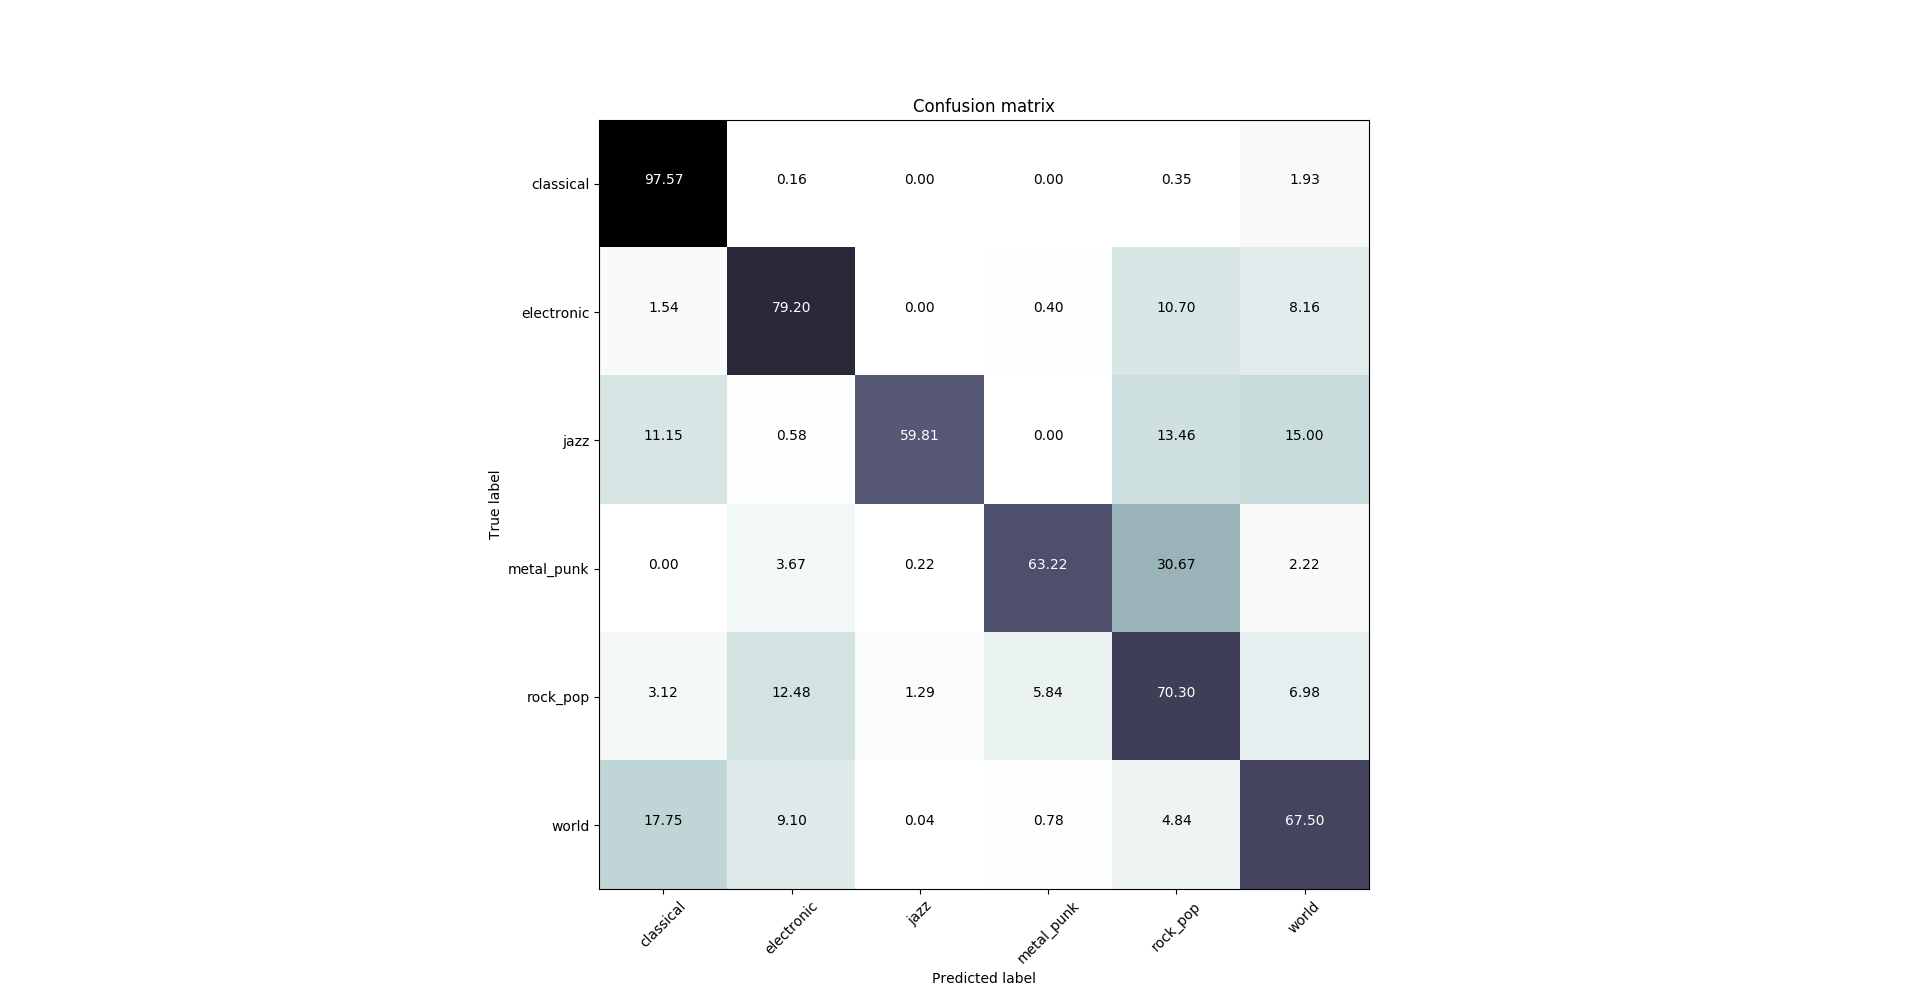 Confusion matrix
classical 97.57 0.16 0.00 0.00 0.35 1.93
electronic 1.54 79.20 0.00 0.40 10.70 8.16
jazz 11.15 0.58 59.81 0.00 13.46 15.00
True label
metal_punk 0.00 3.67 0.22 63.22 30.67 2.22
rock_pop 3.12 12.48 1.29 5.84 70.30 6.98
world 17.75 9.10 0.04 0.78 4.84 67.50
classical electronic jazz metal_punk rock_pop world
Predicted label